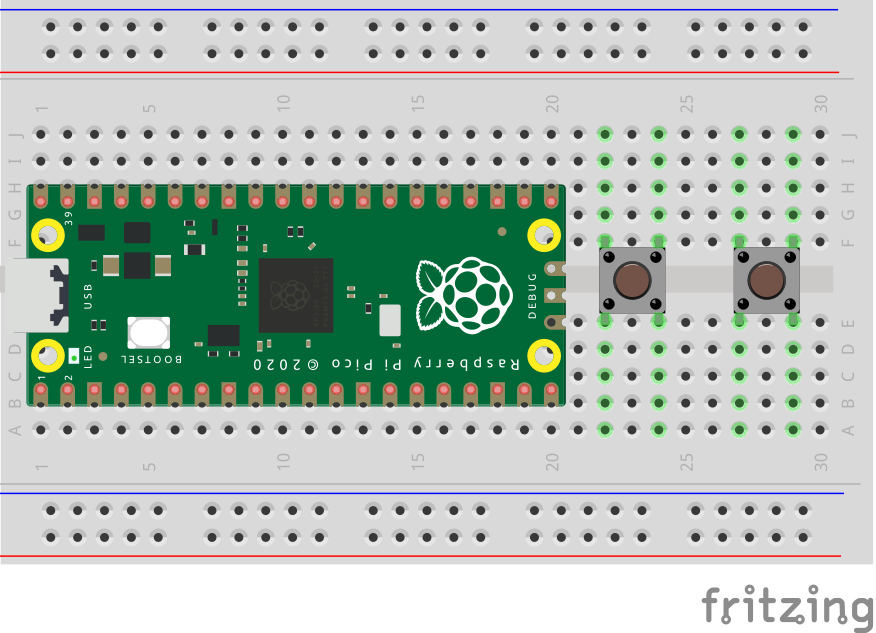 1 5 10 15 20 25 30
J J
I I
H H
G G
F F
E
D D
C C
B B
A A
39
USB
DEBUG
LED
BOOTSEL
Raspberry Pi Pico © 2020
1
2
1 5 10 15 20 25 30
fritzing